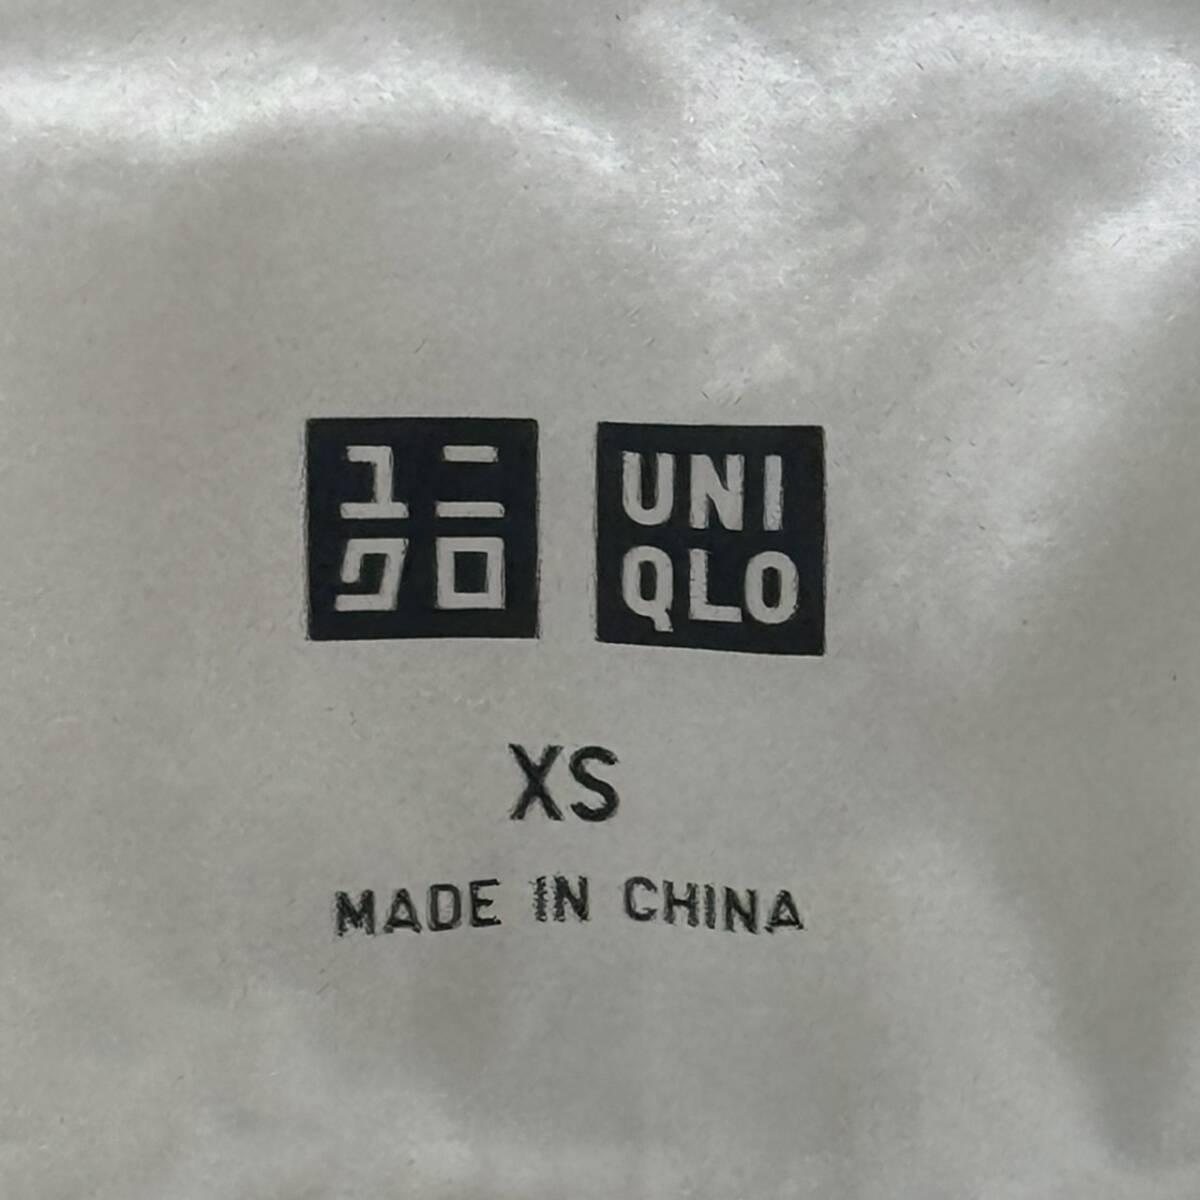 ユニ
クロ
UNI
QLO
XS
MADE IN CHINA